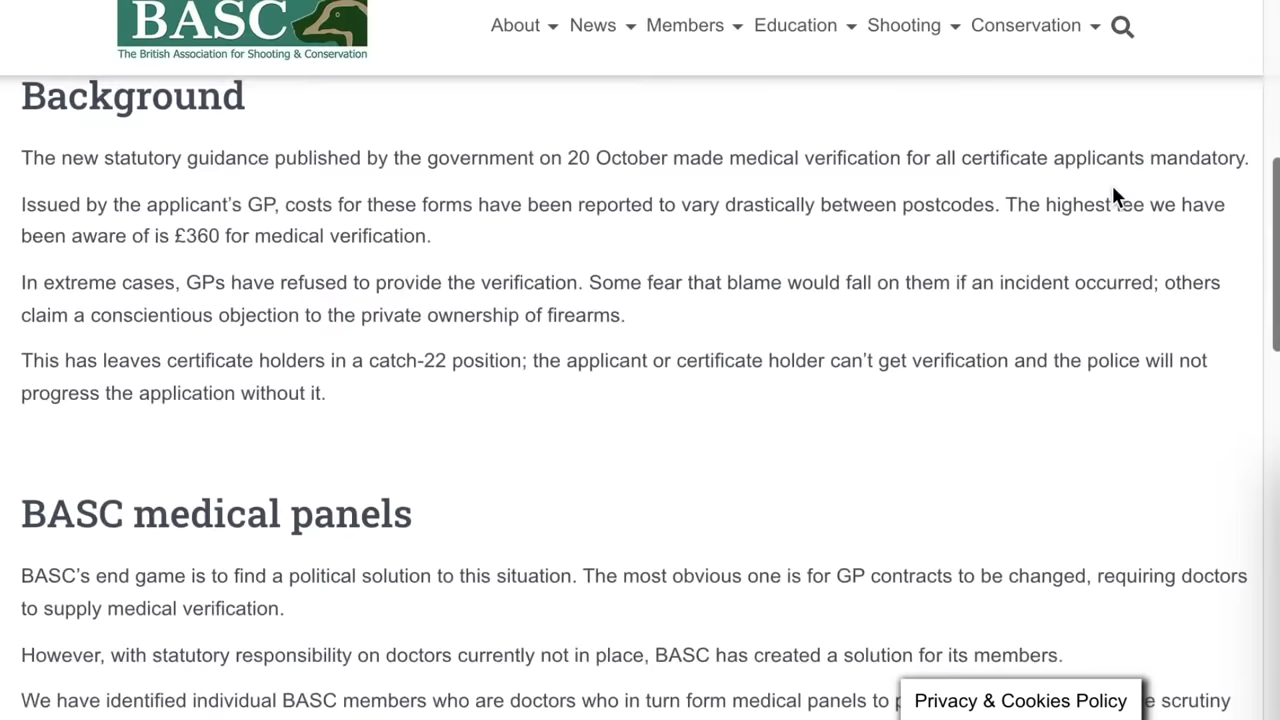 BASC
The British Association for Shooting & Conservation
About News Members Education Shooting Conservation
Background
The new statutory guidance published by the government on 20 October made medical verification for all certificate applicants mandatory.
Issued by the applicant’s GP, costs for these forms have been reported to vary drastically between postcodes. The highest fee we have
been aware of is £360 for medical verification.
In extreme cases, GPs have refused to provide the verification. Some fear that blame would fall on them if an incident occurred; others
claim a conscientious objection to the private ownership of firearms.
This has leaves certificate holders in a catch-22 position; the applicant or certificate holder can’t get verification and the police will not
progress the application without it.
BASC medical panels
BASC’s end game is to find a political solution to this situation. The most obvious one is for GP contracts to be changed, requiring doctors
to supply medical verification.
However, with statutory responsibility on doctors currently not in place, BASC has created a solution for its members.
We have identified individual BASC members who are doctors who in turn form medical panels to scrutiny
Privacy & Cookies Policy